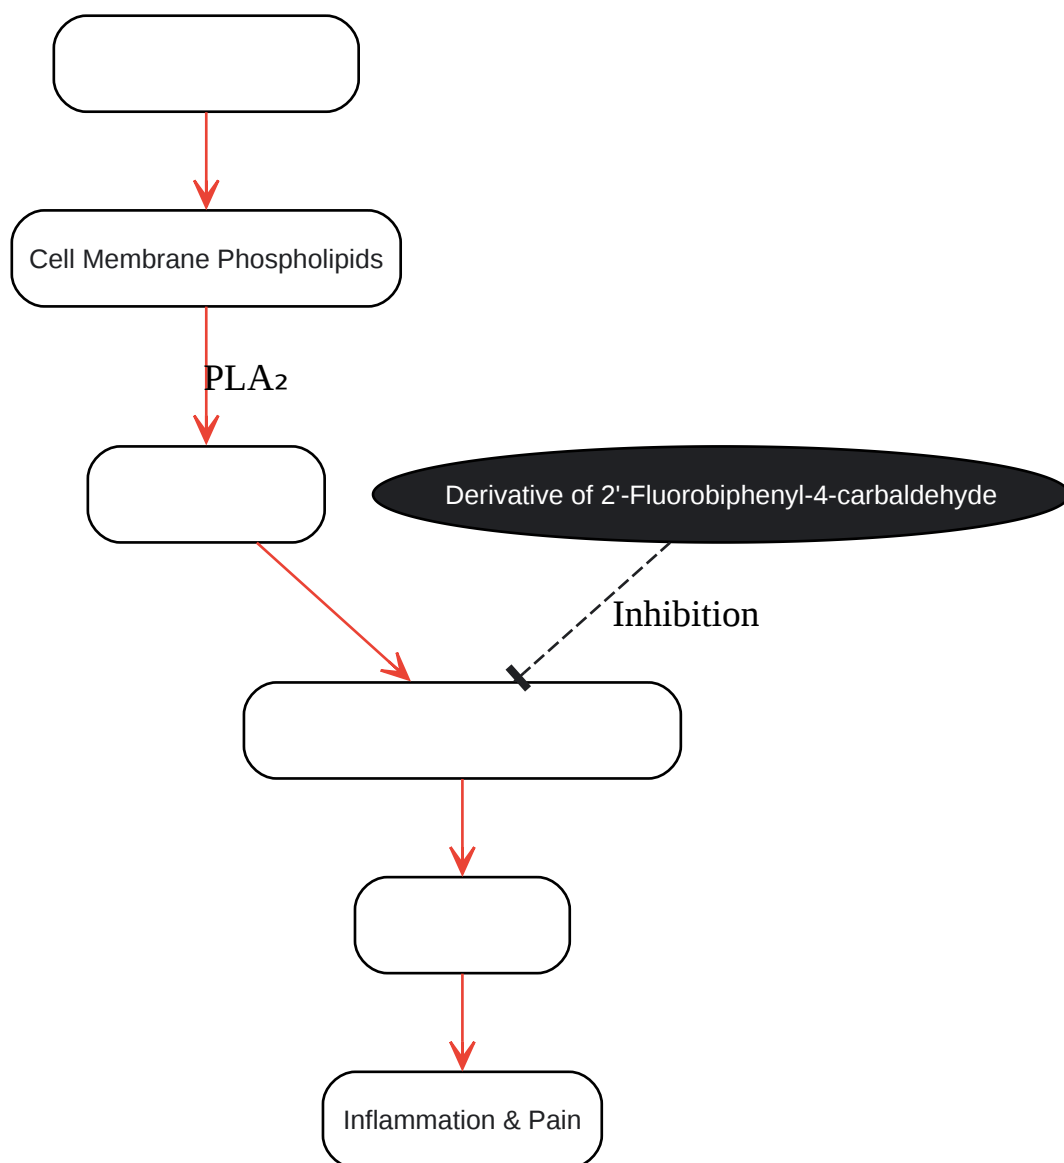 Cell Membrane Phospholipids
PLA₂
Derivative of 2'-Fluorobiphenyl-4-carbaldehyde
Inhibition
Inflammation & Pain